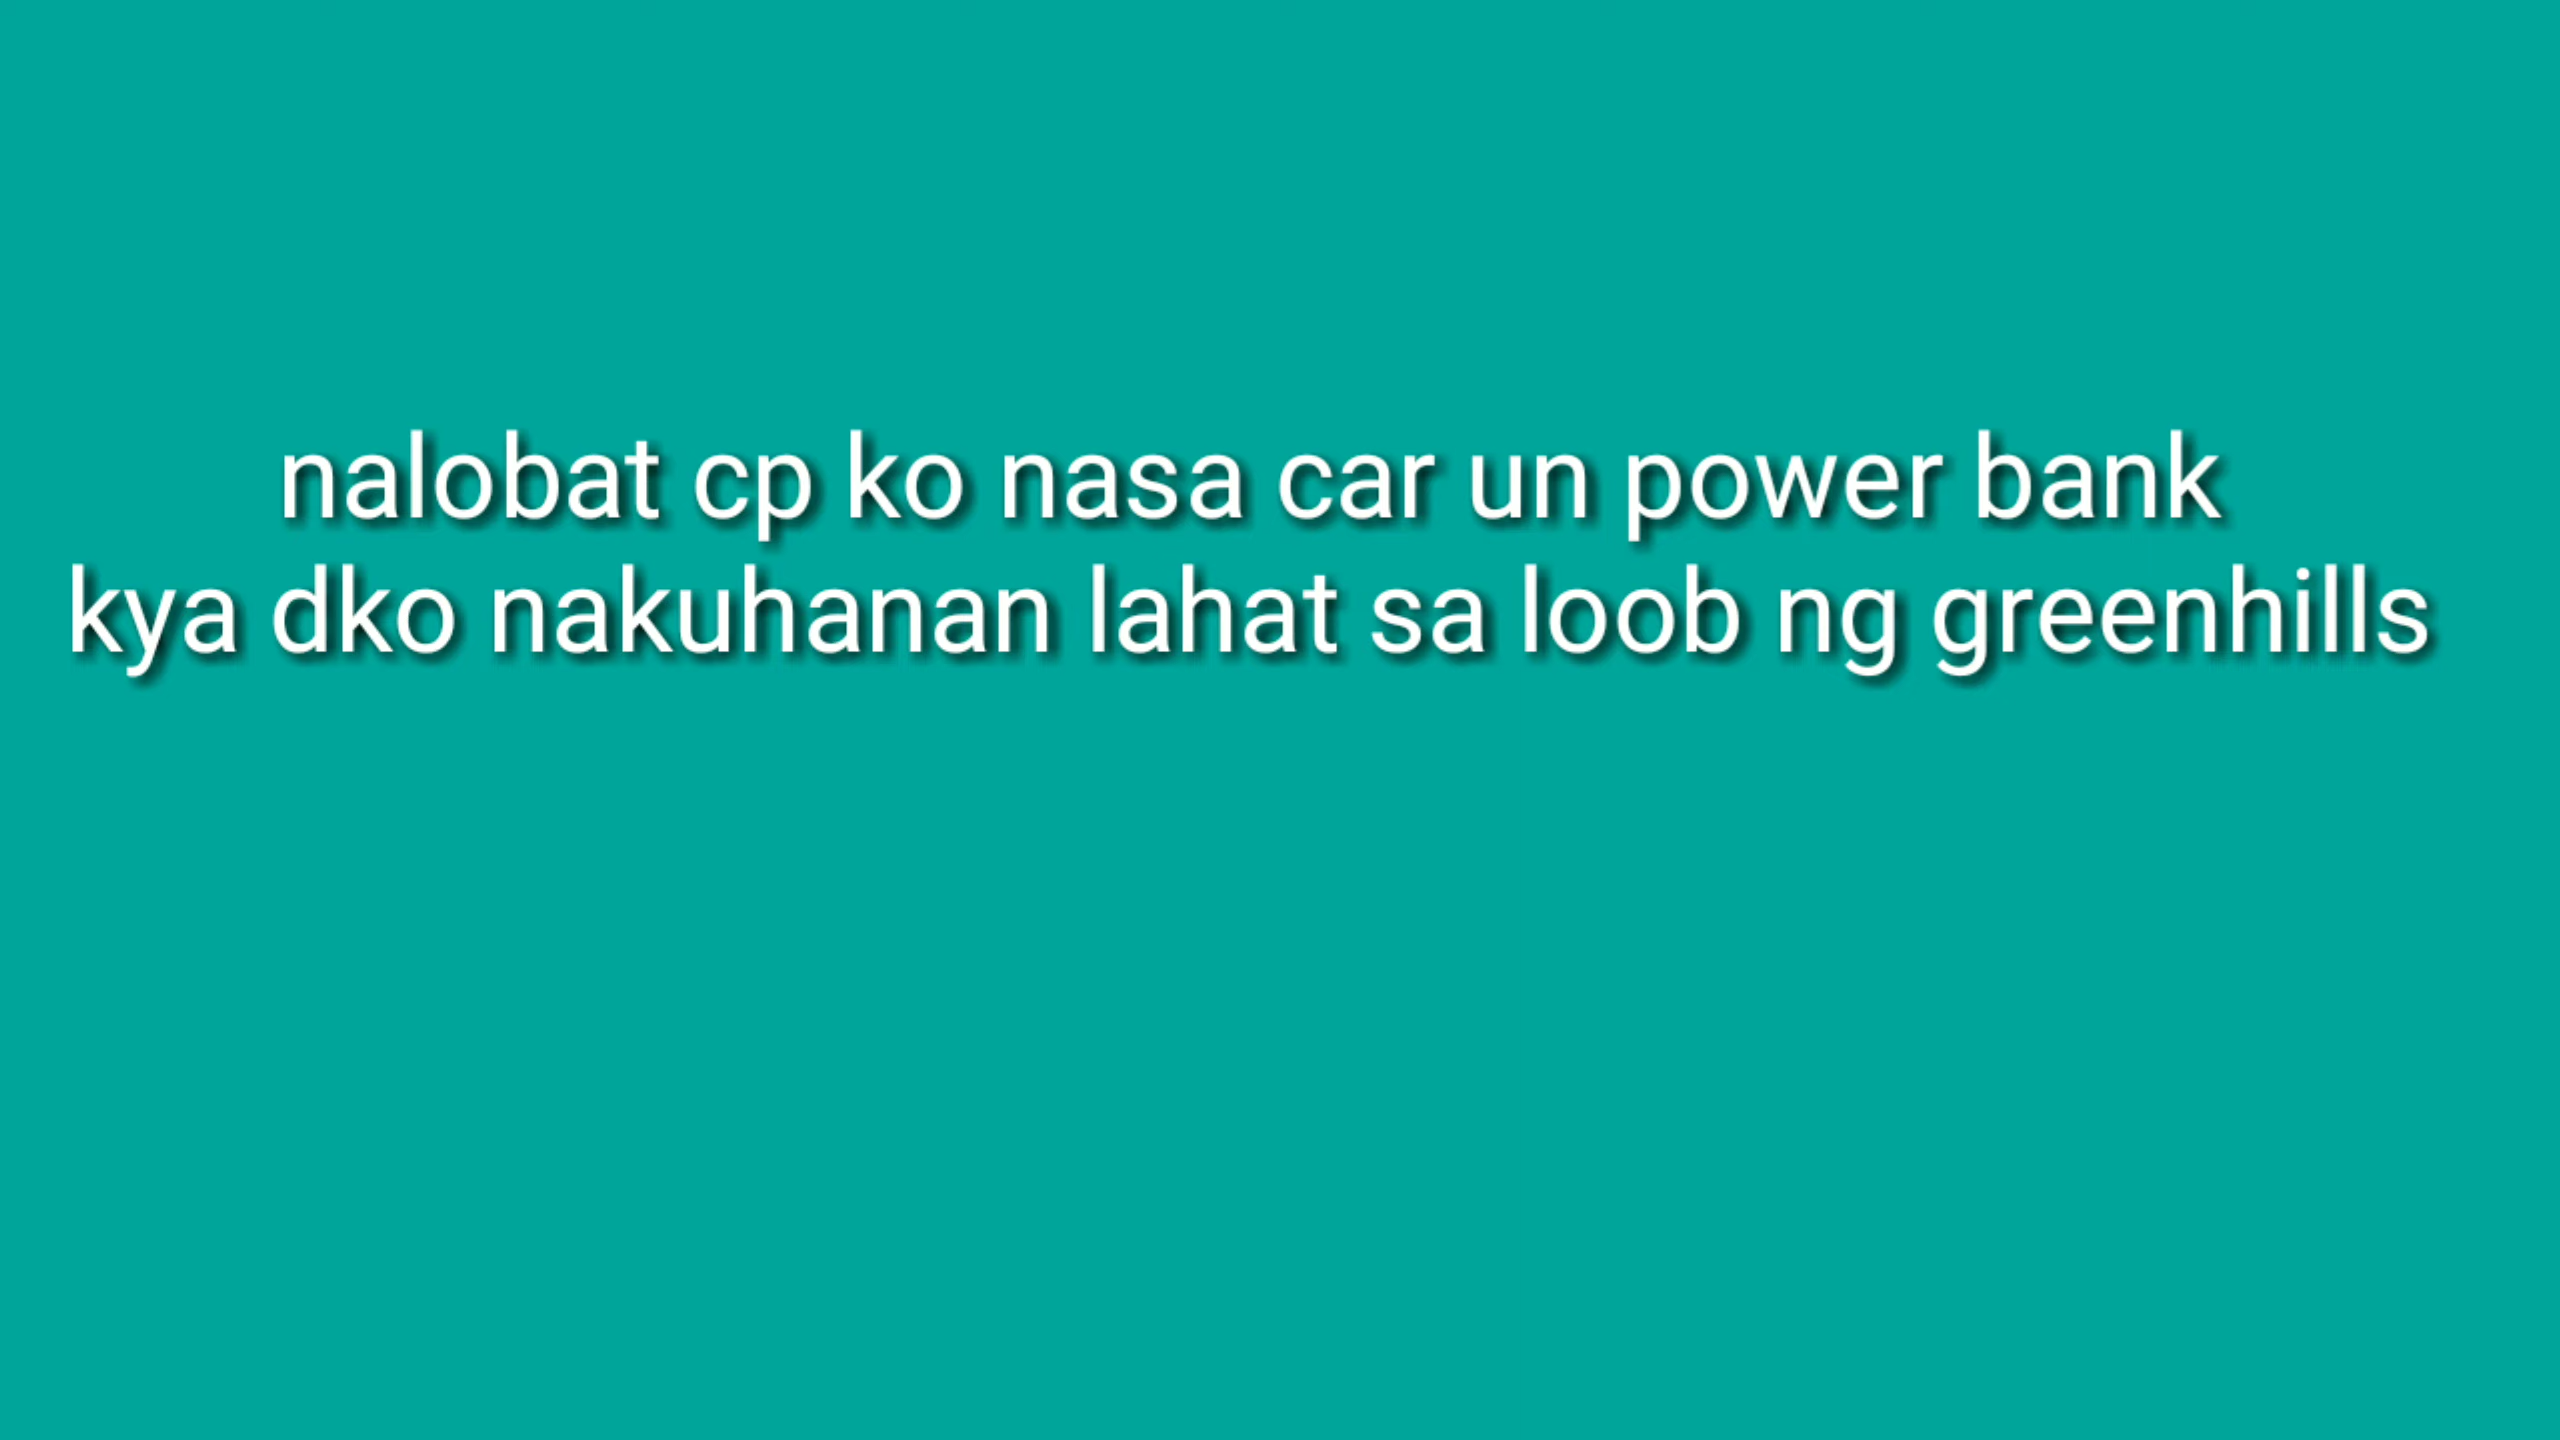 nalobat cp ko nasa car un power bank
kya dko nakuhanan lahat sa loob ng greenhills